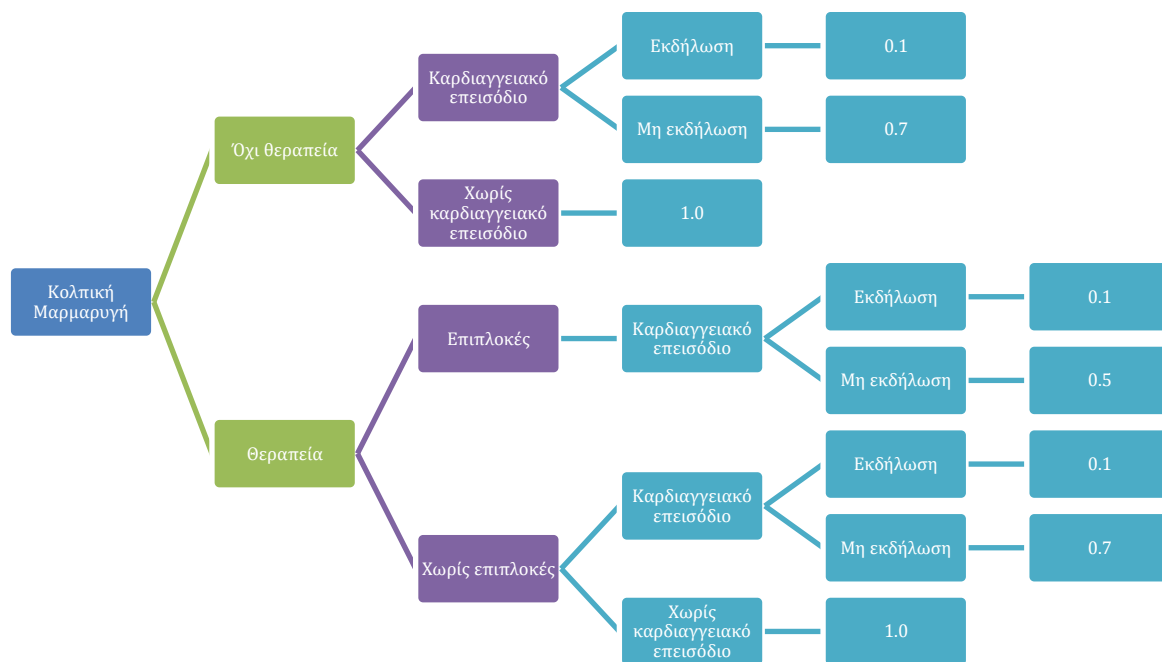 Εκδήλωση
0.1
Καρδιαγγειακό
επεισόδιο
Μη εκδήλωση
0.7
Όχι θεραπεία
Χωρίς
καρδιαγγειακό
επεισόδιο
1.0
Κολπική
Μαρμαρυγή
Εκδήλωση
0.1
Επιπλοκές
Καρδιαγγειακό
επεισόδιο
Μη εκδήλωση
0.5
Θεραπεία
Εκδήλωση
0.1
Καρδιαγγειακό
επεισόδιο
Μη εκδήλωση
0.7
Χωρίς επιπλοκές
Χωρίς
καρδιαγγειακό
επεισόδιο
1.0